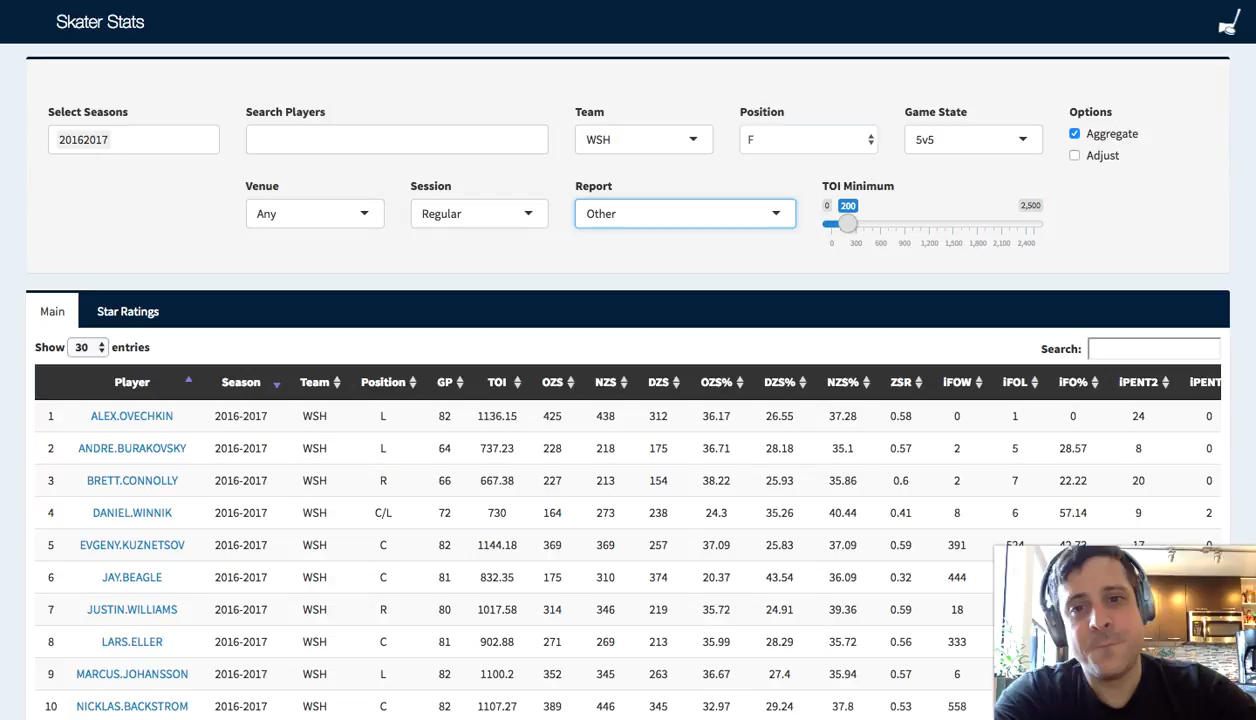 Skater Stats
Select Seasons Search Players Team Position Game State Options
20162017 WSH F 5v5 Aggregate
Adjust
Venue Session Report TOI Minimum
Any Regular Other 0 200 2,500
0 300 600 900 1,200 1,500 1,800 2,100 2,400
Main Star Ratings
Show 30 entries Search:
Player Season Team Position GP TOI OZS NZS DZS OZS% DZS% NZS% ZSR iFOW iFOL iFO% iPENT2 iPENT
1 ALEX.OVECHKIN 2016-2017 WSH L 82 1136.15 425 438 312 36.17 26.55 37.28 0.58 0 1 0 24 0
2 ANDRE.BURAKOVSKY 2016-2017 WSH L 64 737.23 228 218 175 36.71 28.18 35.1 0.57 2 5 28.57 8 0
3 BRETT.CONNOLLY 2016-2017 WSH R 66 667.38 227 213 154 38.22 25.93 35.86 0.6 2 7 22.22 20 0
4 DANIEL.WINNIK 2016-2017 WSH C/L 72 730 164 273 238 24.3 35.26 40.44 0.41 8 6 57.14 9 2
5 EVGENY.KUZNETSOV 2016-2017 WSH C 82 1144.18 369 369 257 37.09 25.83 37.09 0.59 391
6 JAY.BEAGLE 2016-2017 WSH C 81 832.35 175 310 374 20.37 43.54 36.09 0.32 444
7 JUSTIN.WILLIAMS 2016-2017 WSH R 80 1017.58 314 346 219 35.72 24.91 39.36 0.59 18
8 LARS.ELLER 2016-2017 WSH C 81 902.88 271 269 213 35.99 28.29 35.72 0.56 333
9 MARCUS.JOHANSSON 2016-2017 WSH L 82 1100.2 352 345 263 36.67 27.4 35.94 0.57 6
10 NICKLAS.BACKSTROM 2016-2017 WSH C 82 1107.27 389 446 345 32.97 29.24 37.8 0.53 558